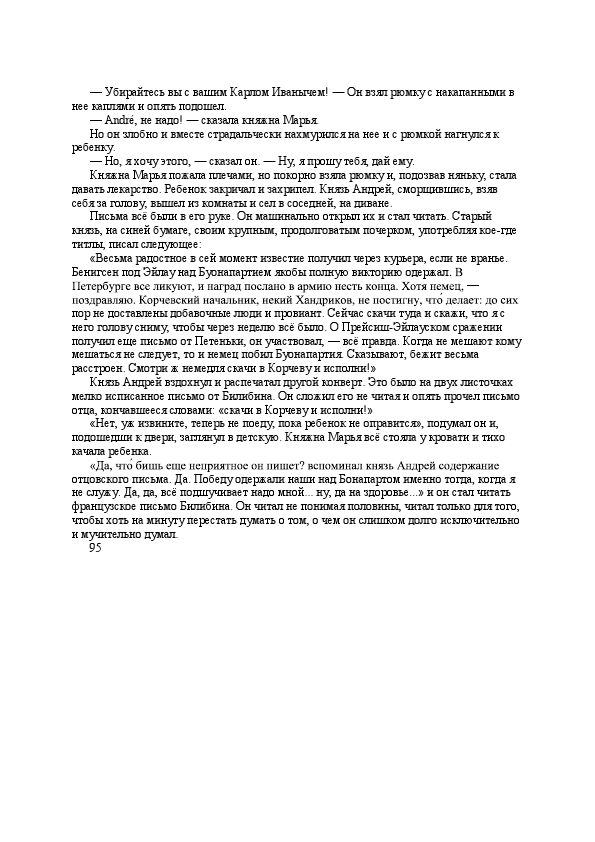 — Убирайтесь вы с вашим Карлом Иванычем! — Он взял рюмку с накапанными в
нее каплями и опять подошел.
— André, не надо! — сказала княжна Марья.
Но он злобно и вместе страдальчески нахмурился на нее и с рюмкой нагнулся к
ребенку.
— Но, я хочу этого, — сказал он. — Ну, я прошу тебя, дай ему.
Княжна Марья пожала плечами, но покорно взяла рюмку и, подозвав няньку, стала
давать лекарство. Ребенок закричал и захрипел. Князь Андрей, сморщившись, взяв
себя за голову, вышел из комнаты и сел в соседней, на диване.
Письма всё были в его руке. Он машинально открыл их и стал читать. Старый
князь, на синей бумаге, своим крупным, продолговатым почерком, употребляя кое-где
титлы, писал следующее:
«Весьма радостное в сей момент известие получил через курьера, если не вранье.
Бенигсен под Эйлау над Буонапартием якобы полную викторию одержал. В
Петербурге все ликуют, и наград послано в армию несть конца. Хотя немец, —
поздравляю. Корчевский начальник, некий Хандриков, не постигну, что́ делает: до сих
пор не доставлены добавочные люди и провиант. Сейчас скачи туда и скажи, что я с
него голову сниму, чтобы через неделю всё было. О Прейсиш-Эйлауском сражении
получил еще письмо от Петеньки, он участвовал, — всё правда. Когда не мешают кому
мешаться не следует, то и немец побил Буонапартия. Сказывают, бежит весьма
расстроен. Смотри ж немедля скачи в Корчеву и исполни!»
Князь Андрей вздохнул и распечатал другой конверт. Это было на двух листочках
мелко исписанное письмо от Билибина. Он сложил его не читая и опять прочел письмо
отца, кончавшееся словами: «скачи в Корчеву и исполни!»
«Нет, уж извините, теперь не поеду, пока ребенок не оправится», подумал он и,
подошедши к двери, заглянул в детскую. Княжна Марья всё стояла у кровати и тихо
качала ребенка.
«Да, что́ бишь еще неприятное он пишет? вспоминал князь Андрей содержание
отцовского письма. Да. Победу одержали наши над Бонапартом именно тогда, когда я
не служу. Да, да, всё подшучивает надо мной... ну, да на здоровье...» и он стал читать
французское письмо Билибина. Он читал не понимая половины, читал только для того,
чтобы хоть на минуту перестать думать о том, о чем он слишком долго исключительно
и мучительно думал.
95